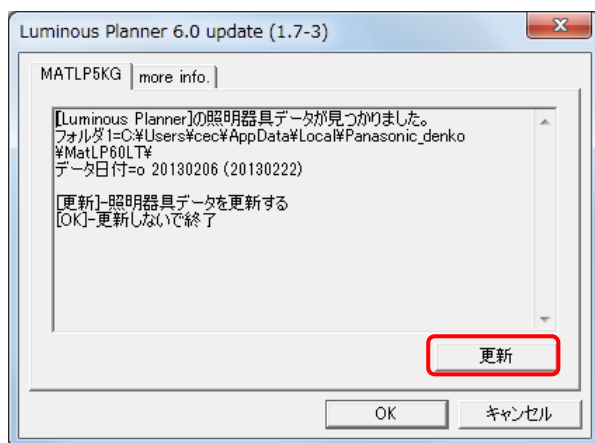 Luminous Planner 6.0 update (1.7-3)
MATLP5KG
more info.
[Luminous Planner]の照明器具データが見つかりました。
フォルダ1=C:¥Users¥cec¥AppData¥Local¥Panasonic_denko
¥MatLP60LT¥
データ日付=o 20130206 (20130222)
[更新]-照明器具データを更新する
[OK]-更新しないで終了
更新
OK
キャンセル